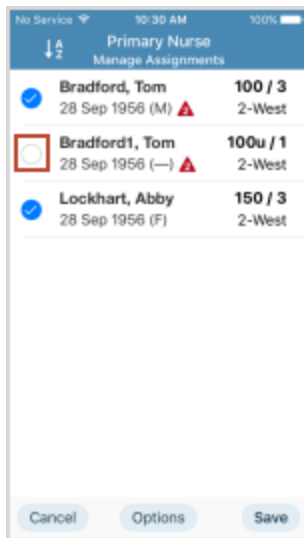 No Service 10:30 AM 100%
Primary Nurse
Manage Assignments
Bradford, Tom 100 / 3
28 Sep 1956 (M) 2-West
Bradford1, Tom 100u / 1
28 Sep 1956 (—) 2-West
Lockhart, Abby 150 / 3
28 Sep 1956 (F) 2-West
Cancel Options Save